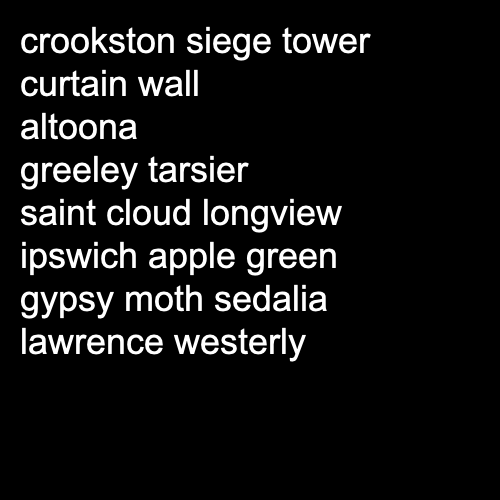 crookston siege tower
curtain wall
altoona
greeley tarsier
saint cloud longview
ipswich apple green
gypsy moth sedalia
lawrence westerly